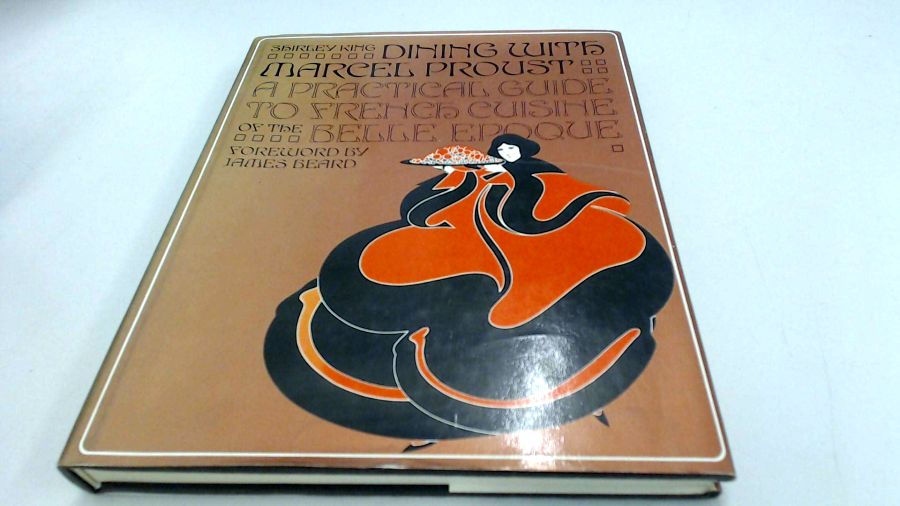 SHIRLEY KING DINING WITH
MARCEL PROUST
A PRACTICAL GUIDE
TO FRENCH CUISINE
OF THE BELLE EPOQUE
FOREWORD BY
JAMES BEARD